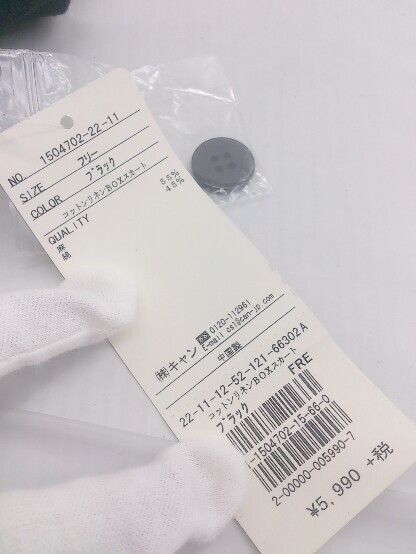 NO 1504702-22-11
SIZE フリー
COLOR ブラック
コットンリネンBOXスカート
QUALITY
麻 55%
綿 45%
㈱キャン 0120-112961
E-mail cs1@can-jp.com
中国製
22-11-12-52-121-66302A
コットンリネンBOXスカート
ブラック FRE
-1504702-15-66-0
2-00000-005990-7
¥5,990 +税